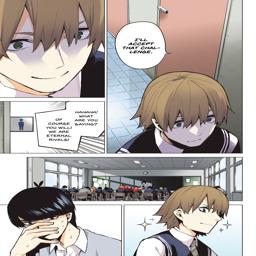 I'LL
ACCEPT
THAT CHAL-
LENGE.
HAHAHA!
WHAT
ARE YOU
SAYING?
OF
COURSE
YOU WILL!
WE ARE
ETERNAL
RIVALS!